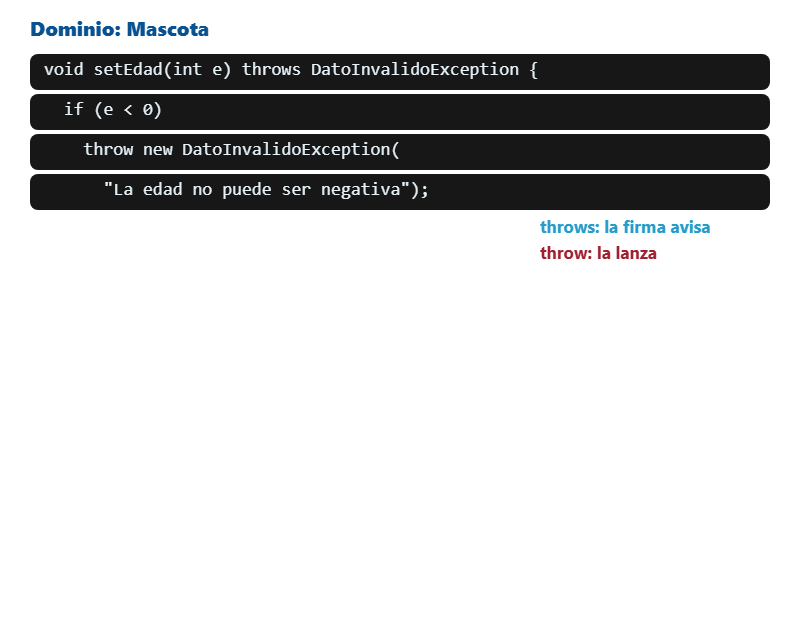 Dominio: Mascota
void setEdad(int e) throws DatoInvalidoException {
if (e < 0)
throw new DatoInvalidoException(
"La edad no puede ser negativa");
throws: la firma avisa
throw: la lanza